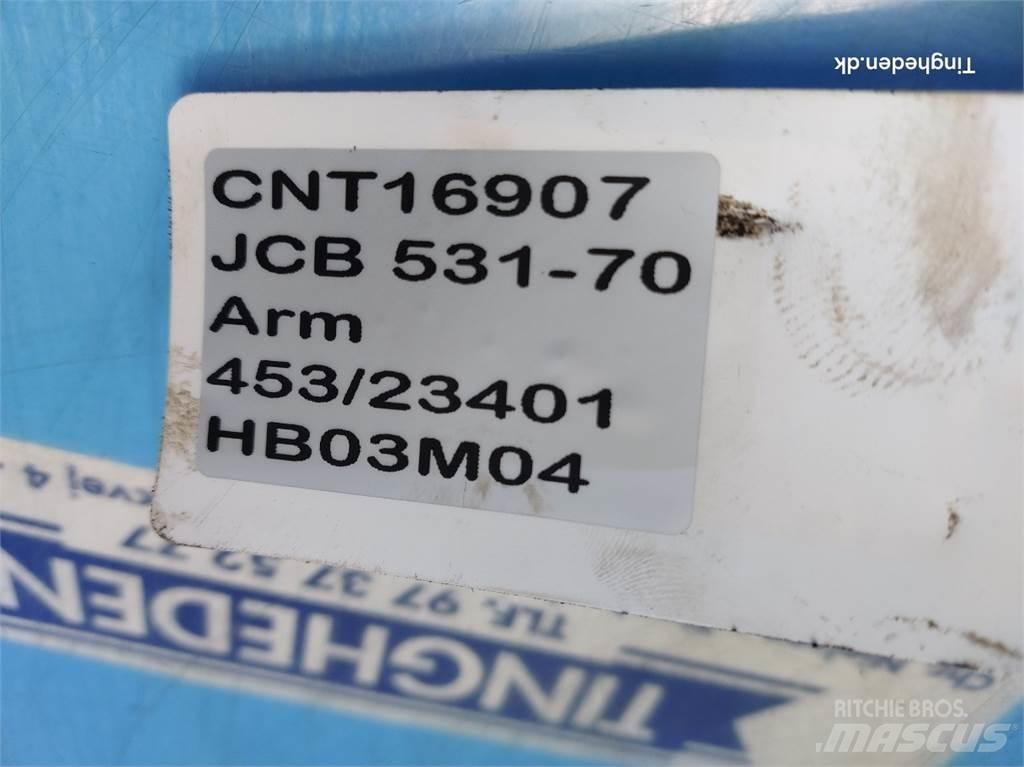 Tingheden.dk
CNT16907
JCB 531-70
Arm
453/23401
HB03M04
TLF. 97 37 52 77
TINGHEDEN
RITCHIE BROS.
MASCUS